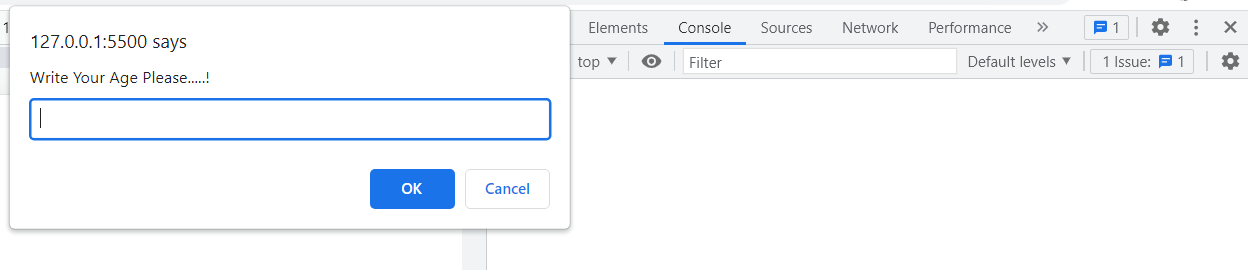 127.0.0.1:5500 says
Write Your Age Please.....!
OK
Cancel
Elements Console Sources Network Performance 1
top Filter Default levels 1 Issue: 1